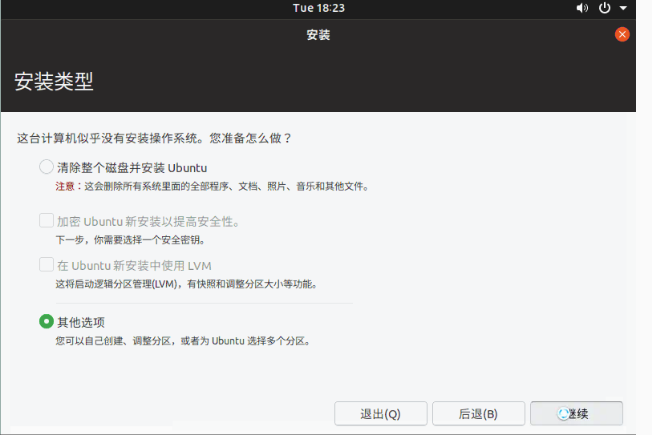 Tue 18:23
安装
安装类型
这台计算机似乎没有安装操作系统。您准备怎么做？
清除整个磁盘并安装 Ubuntu
注意：这会删除所有系统里面的全部程序、文档、照片、音乐和其他文件。
加密 Ubuntu 新安装以提高安全性。
下一步，你需要选择一个安全密钥。
在 Ubuntu 新安装中使用 LVM
这将启动逻辑分区管理(LVM)，有快照和调整分区大小等功能。
其他选项
您可以自己创建、调整分区，或者为 Ubuntu 选择多个分区。
退出(Q) 后退(B) 继续